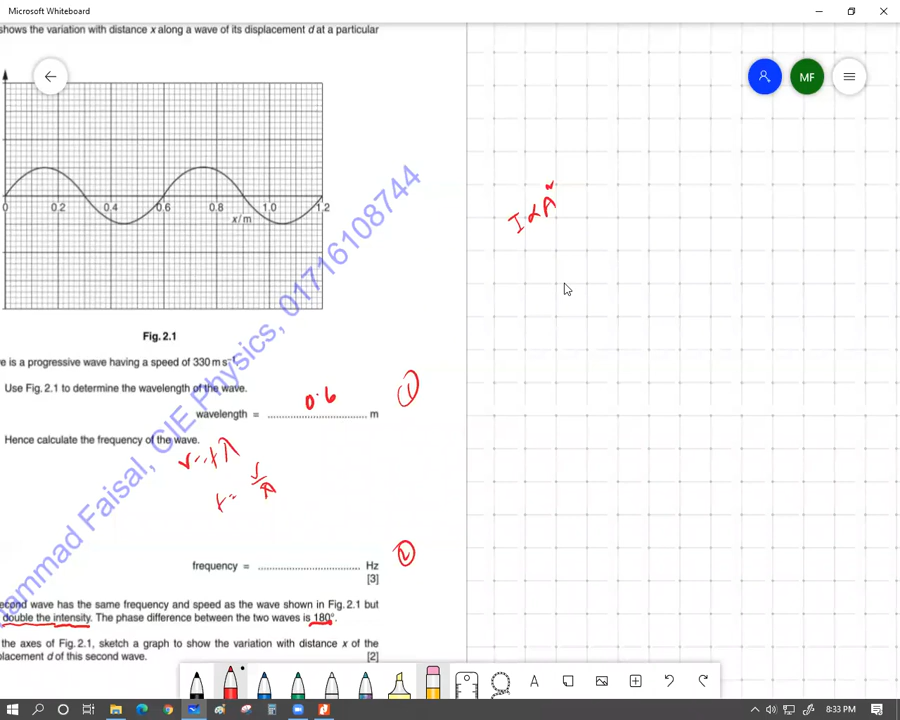 Microsoft Whiteboard
shows the variation with distance x along a wave of its displacement d at a particular
MF
0 0.2 0.4 0.6 0.8 1.0 1.2
x/m
I ∝ A²
Fig. 2.1
e is a progressive wave having a speed of 330 m s⁻¹
Use Fig. 2.1 to determine the wavelength of the wave.
wavelength = 0.6 m
1
Hence calculate the frequency of the wave.
v = fλ
f = v/λ
frequency = .................................... Hz
2
[3]
econd wave has the same frequency and speed as the wave shown in Fig. 2.1 but
double the intensity. The phase difference between the two waves is 180°.
the axes of Fig. 2.1, sketch a graph to show the variation with distance x of the
placement d of this second wave.
[2]
mmad Faisal, CIE Physics, 01716108744
A
8:33 PM